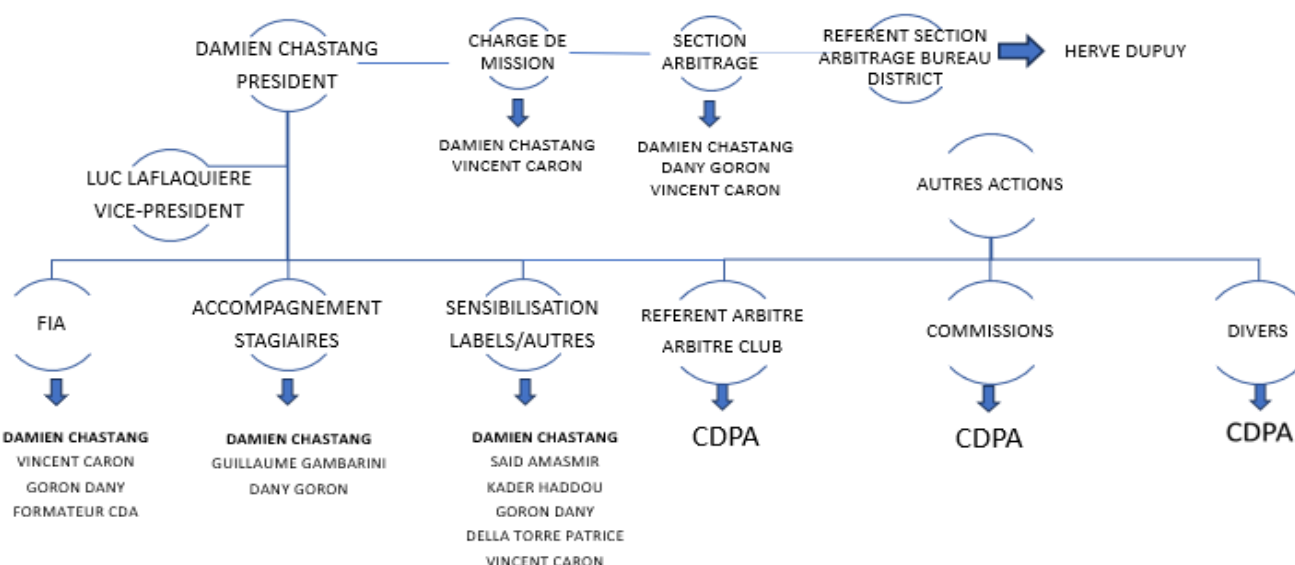 DAMIEN CHASTANG
PRESIDENT
CHARGE DE
MISSION
SECTION
ARBITRAGE
REFERENT SECTION
ARBITRAGE BUREAU
DISTRICT
HERVE DUPUY
DAMIEN CHASTANG
VINCENT CARON
DAMIEN CHASTANG
DANY GORON
VINCENT CARON
LUC LAFLAQUIERE
VICE-PRESIDENT
AUTRES ACTIONS
FIA
ACCOMPAGNEMENT
STAGIAIRES
SENSIBILISATION
LABELS/AUTRES
REFERENT ARBITRE
ARBITRE CLUB
COMMISSIONS
DIVERS
DAMIEN CHASTANG
VINCENT CARON
GORON DANY
FORMATEUR CDA
DAMIEN CHASTANG
GUILLAUME GAMBARINI
DANY GORON
DAMIEN CHASTANG
SAID AMASMIR
KADER HADDOU
GORON DANY
DELLA TORRE PATRICE
VINCENT CARON
CDPA
CDPA
CDPA